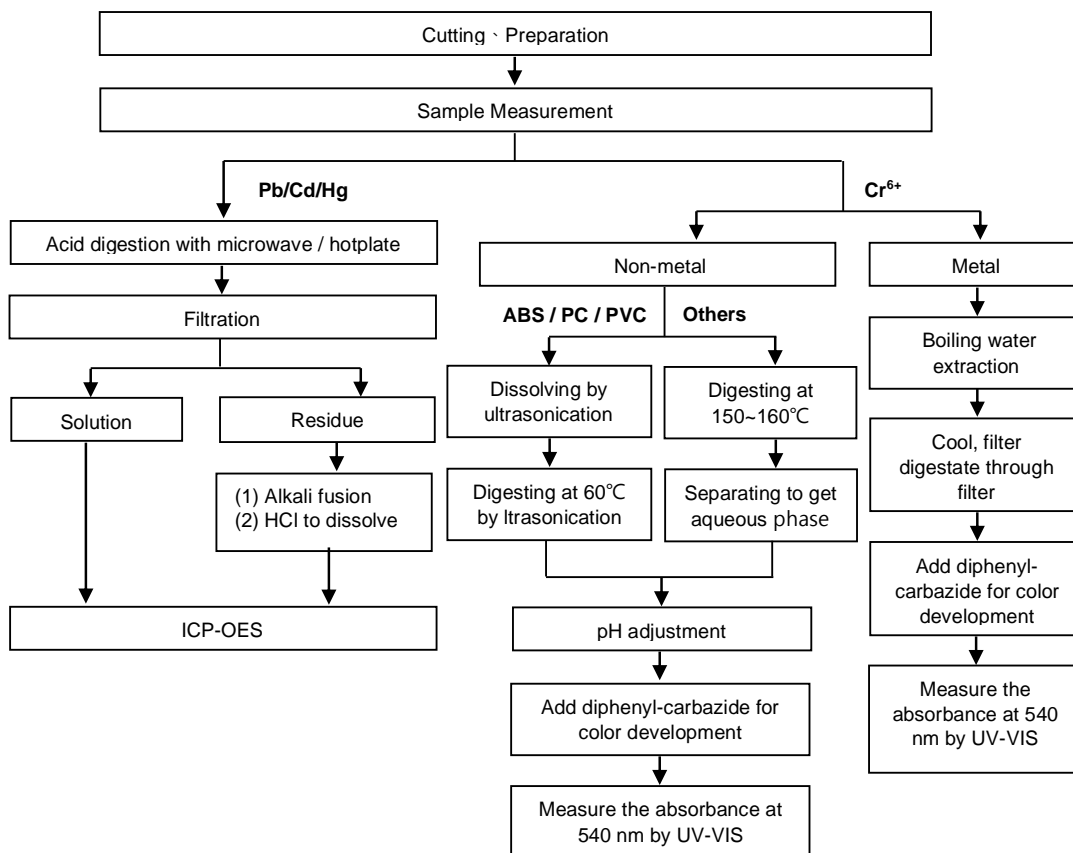 Cutting、Preparation
Sample Measurement
Pb/Cd/Hg
Cr⁶⁺
Acid digestion with microwave / hotplate
Non-metal
Metal
Filtration
ABS / PC / PVC
Others
Boiling water
extraction
Solution
Residue
Dissolving by
ultrasonication
Digesting at
150~160℃
Cool, filter
digestate through
filter
(1) Alkali fusion
(2) HCl to dissolve
Digesting at 60℃
by ltrasonication
Separating to get
aqueous phase
Add diphenyl-
carbazide for color
development
ICP-OES
pH adjustment
Measure the
absorbance at 540
nm by UV-VIS
Add diphenyl-carbazide for
color development
Measure the absorbance at
540 nm by UV-VIS